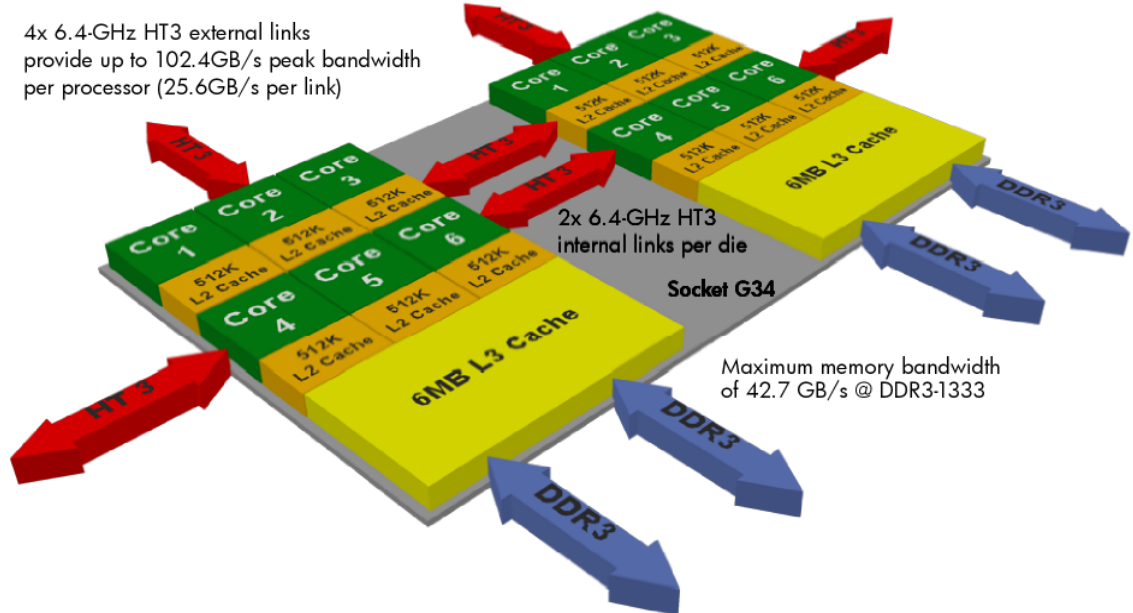 4x 6.4-GHz HT3 external links
provide up to 102.4GB/s peak bandwidth
per processor (25.6GB/s per link)
HT3
HT3
Core
1
Core
2
Core
3
512K
L2 Cache
512K
L2 Cache
512K
L2 Cache
Core
4
Core
5
Core
6
512K
L2 Cache
512K
L2 Cache
512K
L2 Cache
6MB L3 Cache
DDR3
DDR3
HT3
HT 3
HT 3
2x 6.4-GHz HT3
internal links per die
Socket G34
Core
1
Core
2
Core
3
512K
L2 Cache
512K
L2 Cache
512K
L2 Cache
Core
4
Core
5
Core
6
512K
L2 Cache
512K
L2 Cache
512K
L2 Cache
6MB L3 Cache
HT 3
Maximum memory bandwidth
of 42.7 GB/s @ DDR3-1333
DDR3
DDR3